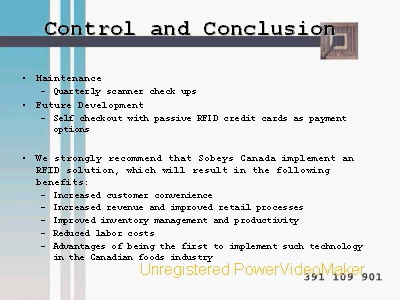 Control and Conclusion
• Maintenance
– Quarterly scanner check ups
• Future Development
– Self checkout with passive RFID credit cards as payment
options
• We strongly recommend that Sobeys Canada implement an
RFID solution, which will result in the following
benefits:
– Increased customer convenience
– Increased revenue and improved retail processes
– Improved inventory management and productivity
– Reduced labor costs
– Advantages of being the first to implement such technology
in the Canadian foods industry
Unregistered PowerVideoMaker
391 109 901